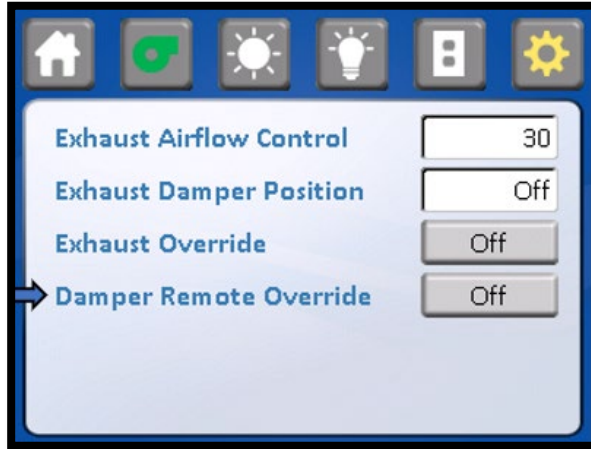 Exhaust Airflow Control 30
Exhaust Damper Position Off
Exhaust Override Off
Damper Remote Override Off